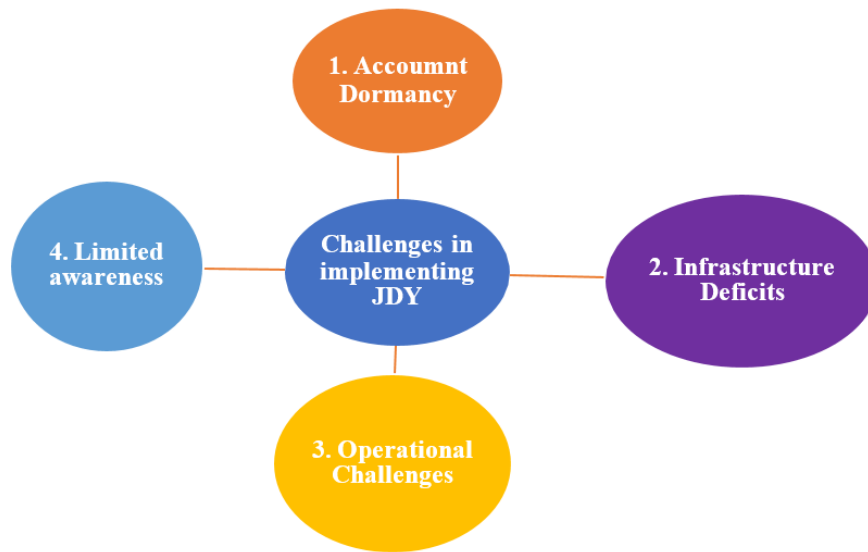 1. Accoumnt
Dormancy
4. Limited
awareness
Challenges in
implementing
JDY
2. Infrastructure
Deficits
3. Operational
Challenges